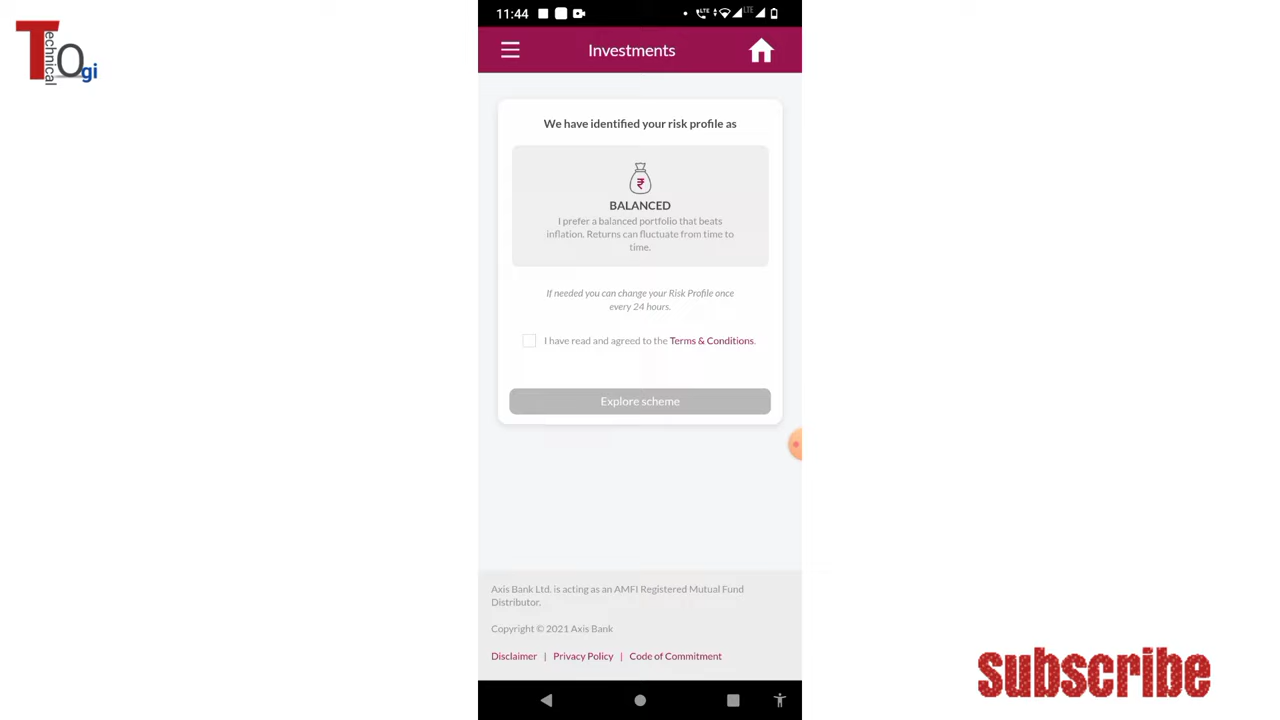 Technical
Ogi
11:44
LTE
LTE
Investments
We have identified your risk profile as
₹
BALANCED
I prefer a balanced portfolio that beats
inflation. Returns can fluctuate from time to
time.
If needed you can change your Risk Profile once
every 24 hours.
I have read and agreed to the Terms & Conditions.
Explore scheme
Axis Bank Ltd. is acting as an AMFI Registered Mutual Fund
Distributor.
Copyright © 2021 Axis Bank
Disclaimer | Privacy Policy | Code of Commitment
subscribe